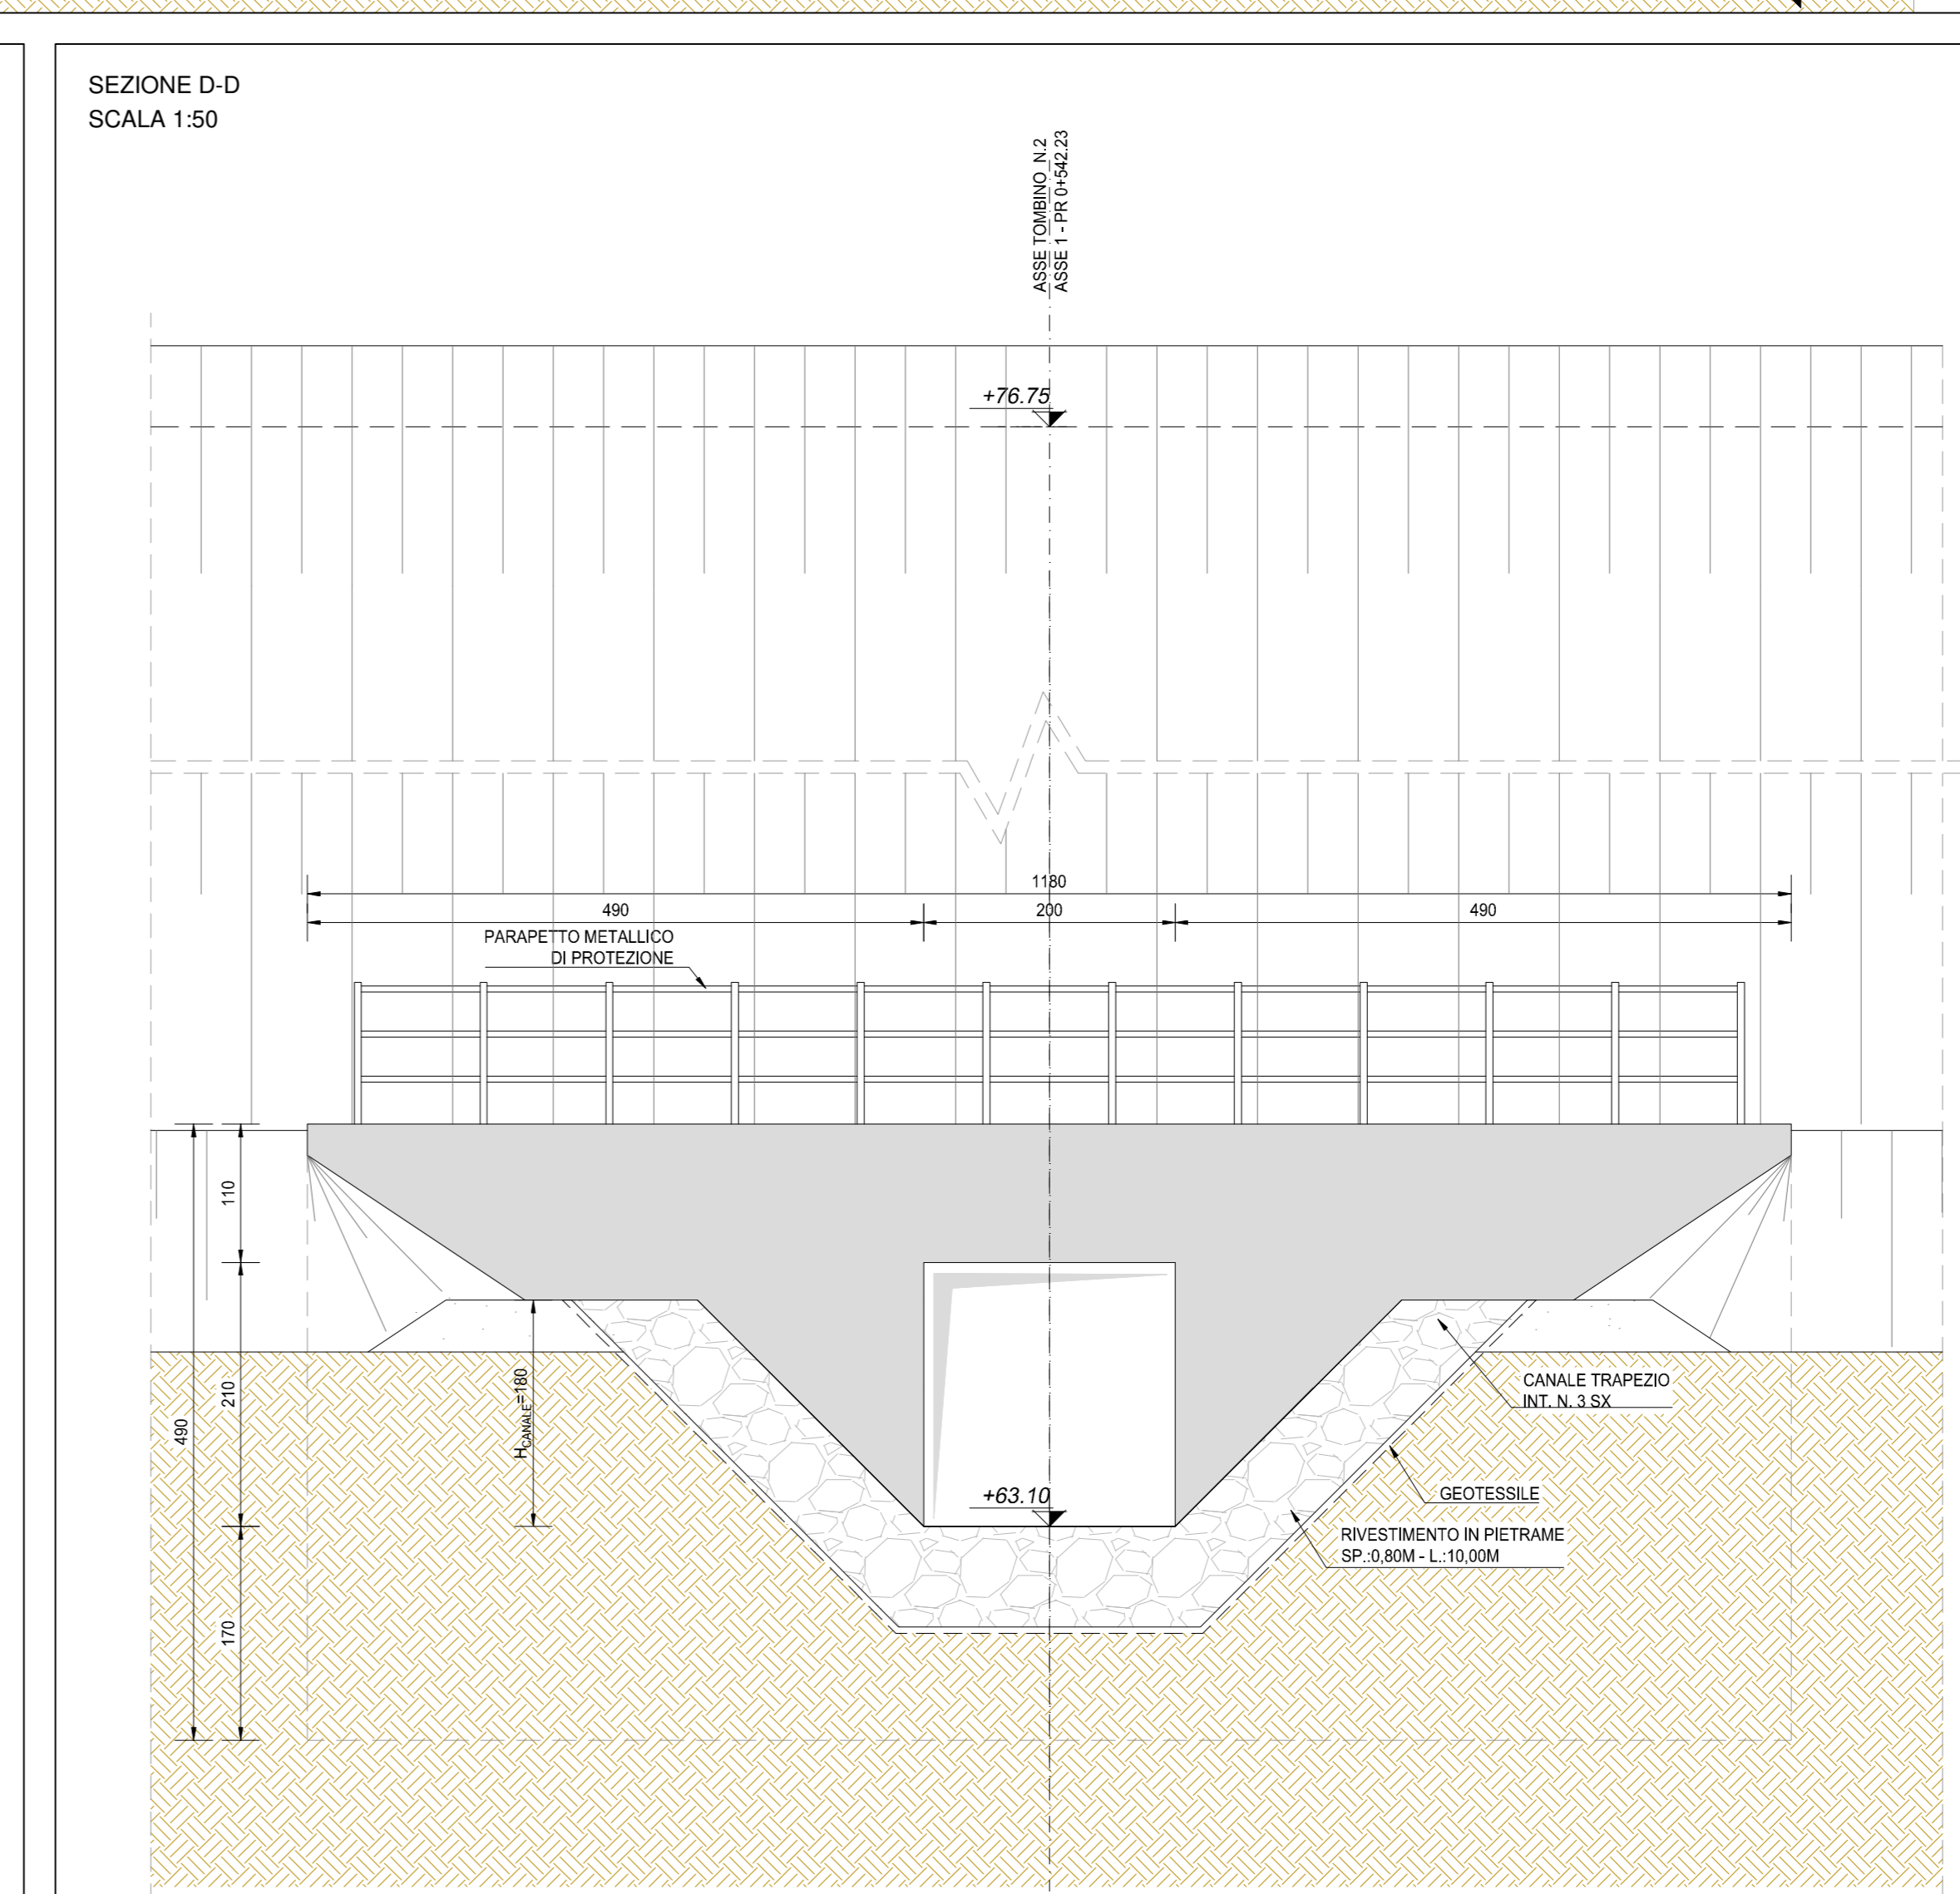 SEZIONE D-D
SCALA 1:50
ASSE TOMBINO N.2
ASSE 1 - PR 0+542.23
+76.75
1180
490
200
490
PARAPETTO METALLICO
DI PROTEZIONE
110
210
490
170
HCANALE=180
+63.10
CANALE TRAPEZIO
INT. N. 3 SX
GEOTESSILE
RIVESTIMENTO IN PIETRAME
SP.:0,80M - L.:10,00M